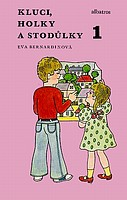 albatros
KLUCI,
HOLKY
A STODŮLKY
1
EVA BERNARDINOVÁ